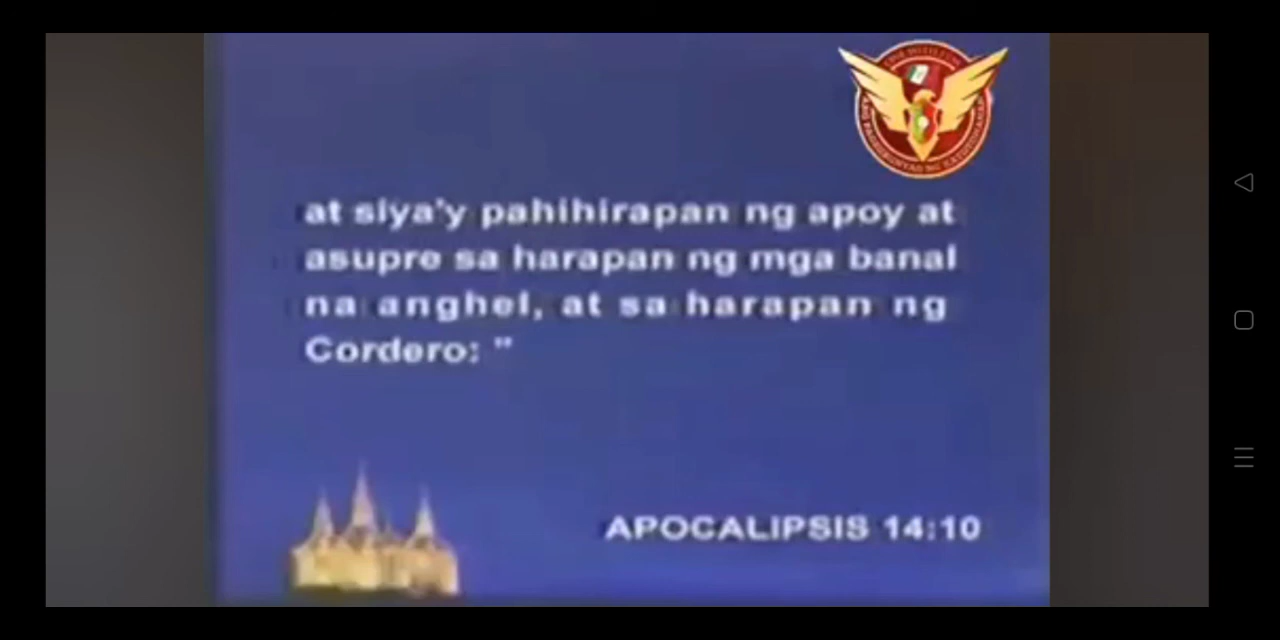 at siya'y pahihirapan ng apoy at
asupre sa harapan ng mga banal
na anghel, at sa harapan ng
Cordero: "
APOCALIPSIS 14:10